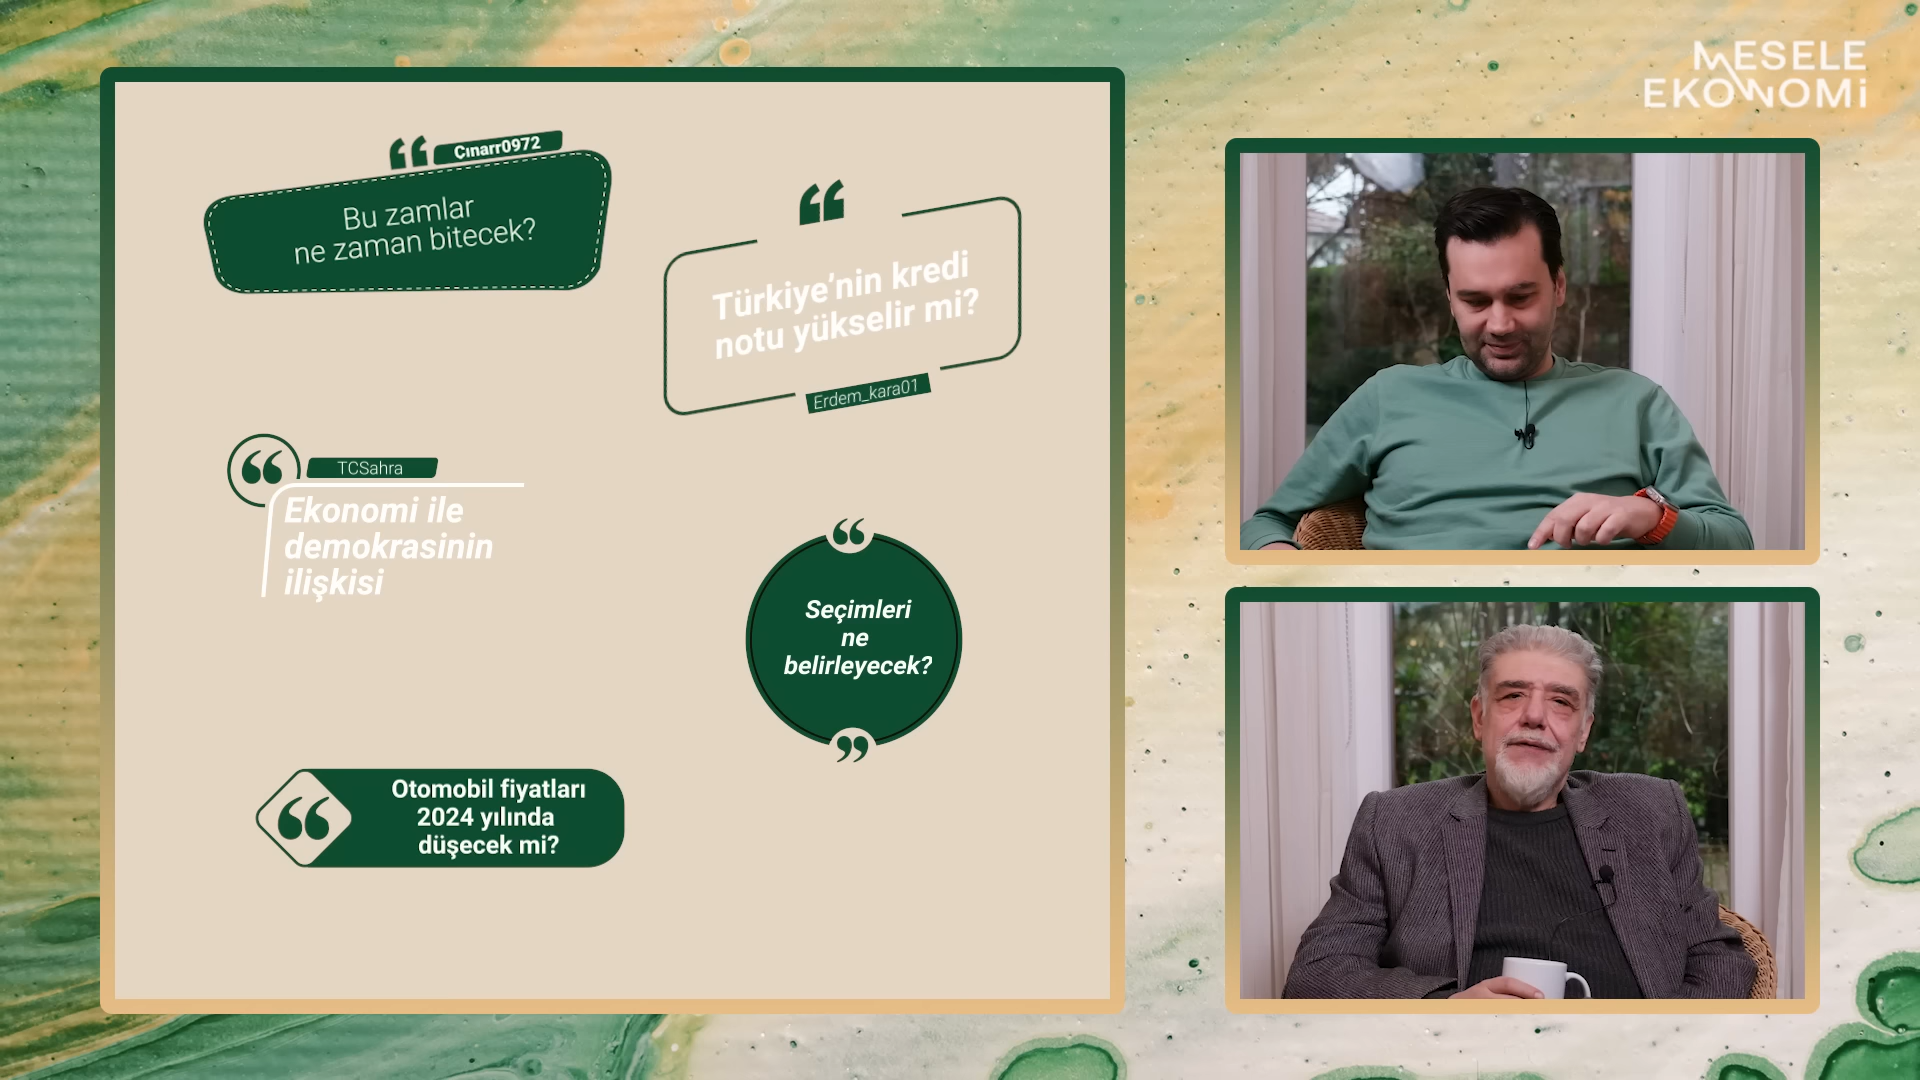 MESELE
EKONOMİ
Çınarr0972
Bu zamlar
ne zaman bitecek?
Türkiye’nin kredi
notu yükselir mi?
Erdem_kara01
TCSahra
Ekonomi ile
demokrasinin
ilişkisi
Seçimleri
ne
belirleyecek?
Otomobil fiyatları
2024 yılında
düşecek mi?